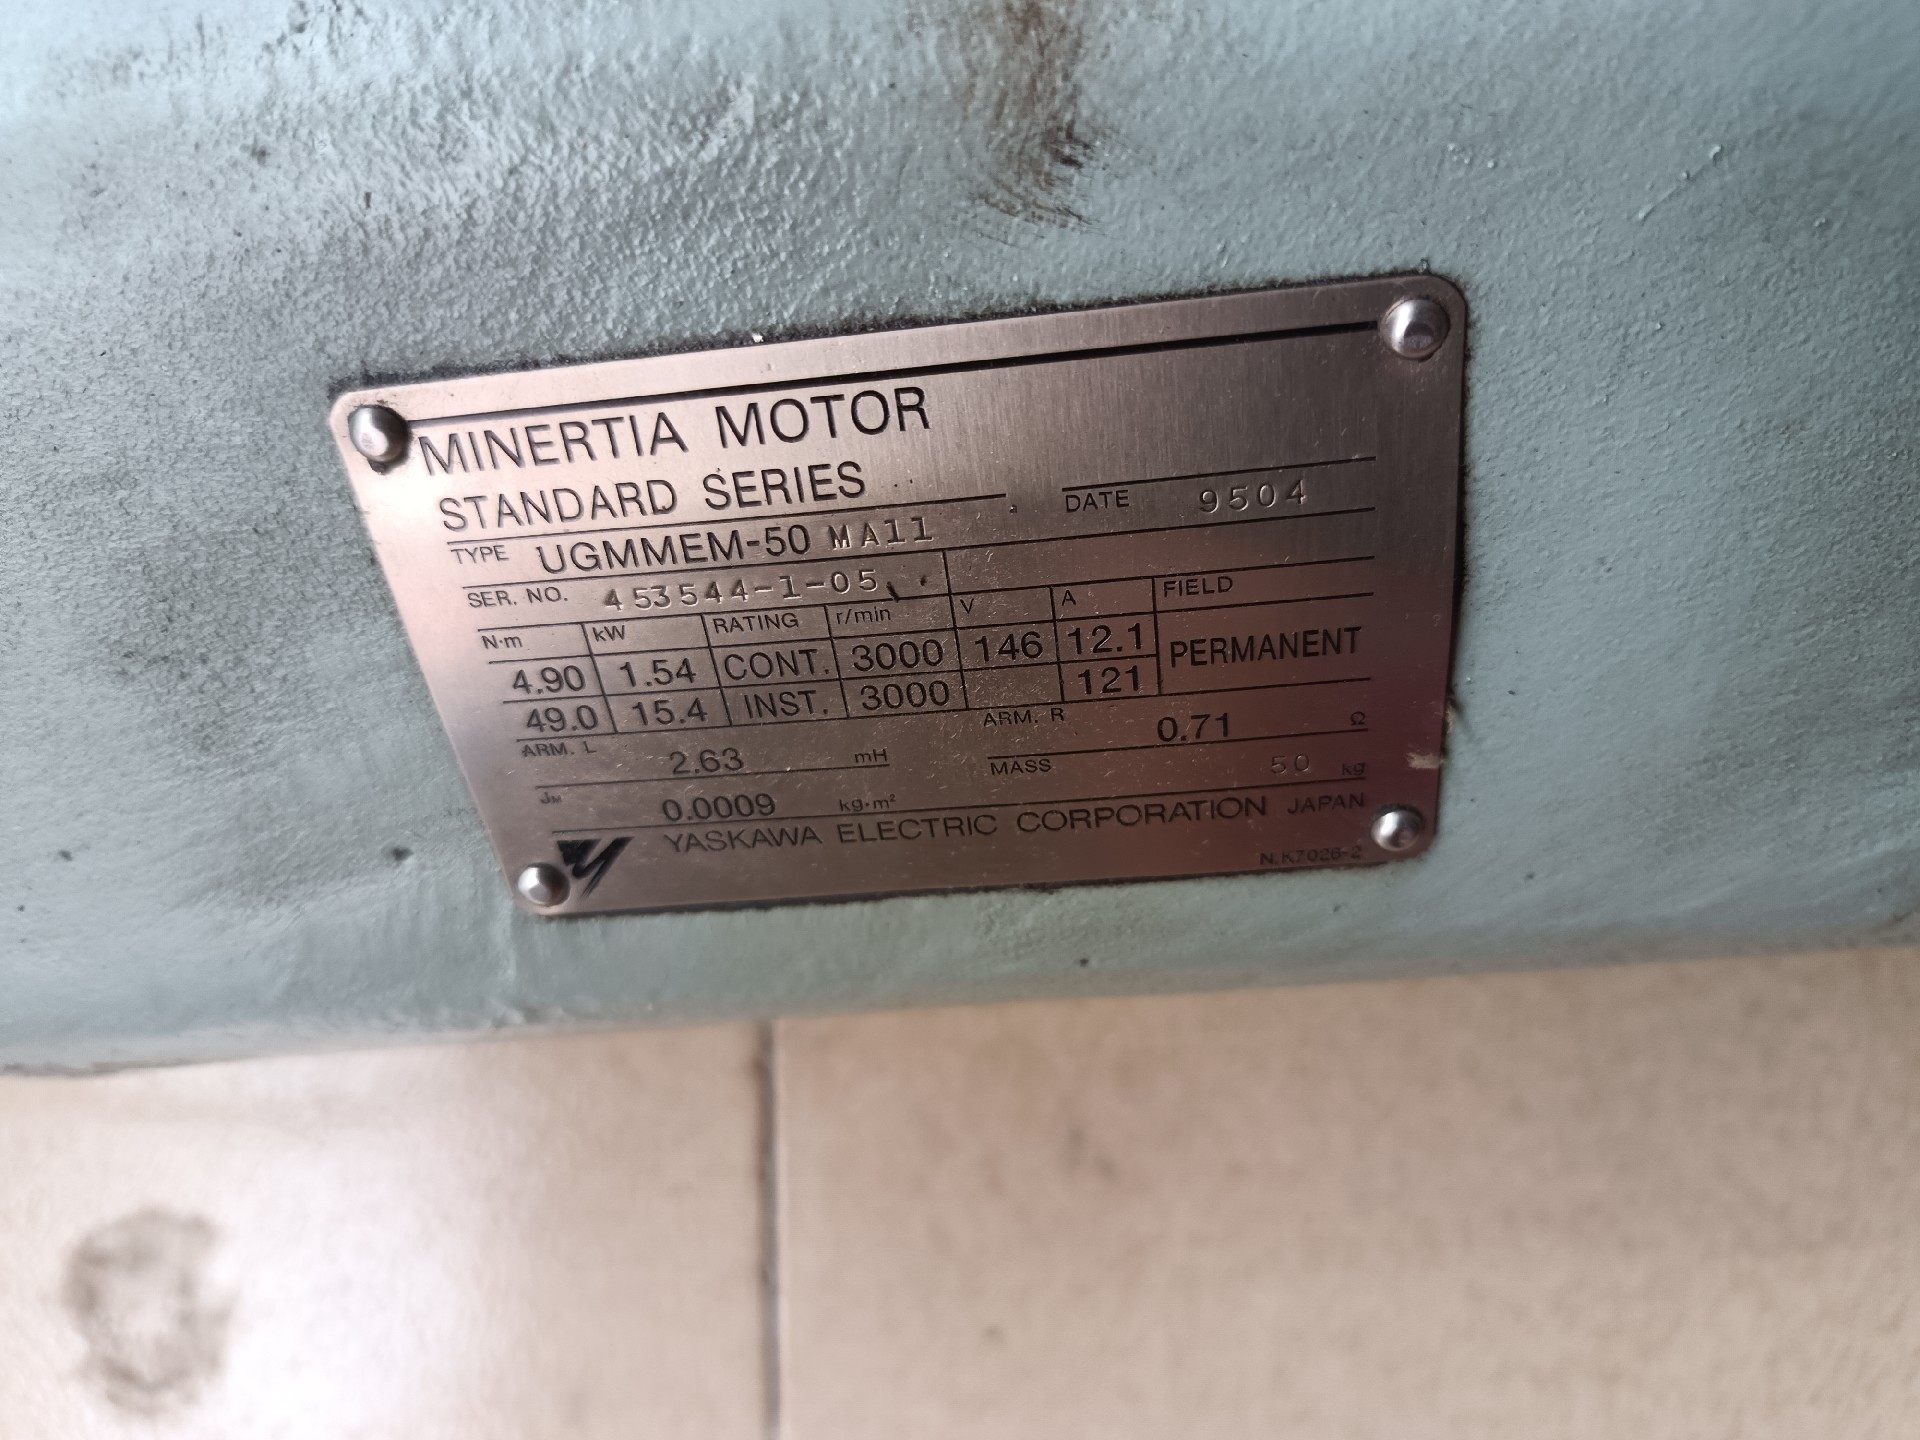 MINERTIA MOTOR
STANDARD SERIES
DATE 9504
TYPE UGMMEM-50 MA11
SER. NO. 453544-1-05
N·m kW RATING r/min V A FIELD
4.90 1.54 CONT. 3000 146 12.1 PERMANENT
49.0 15.4 INST. 3000 121
ARM. L 2.63 mH ARM. R 0.71 Ω
JM 0.0009 kg·m² MASS 50 kg
YASKAWA ELECTRIC CORPORATION JAPAN
N.K7026-2